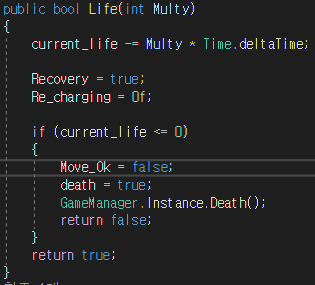 public bool Life(int Multy)
{
current_life -= Multy * Time.deltaTime;
Recovery = true;
Re_charging = 0f;
if (current_life <= 0)
{
Move_Ok = false;
death = true;
GameManager.Instance.Death();
return false;
}
return true;
}